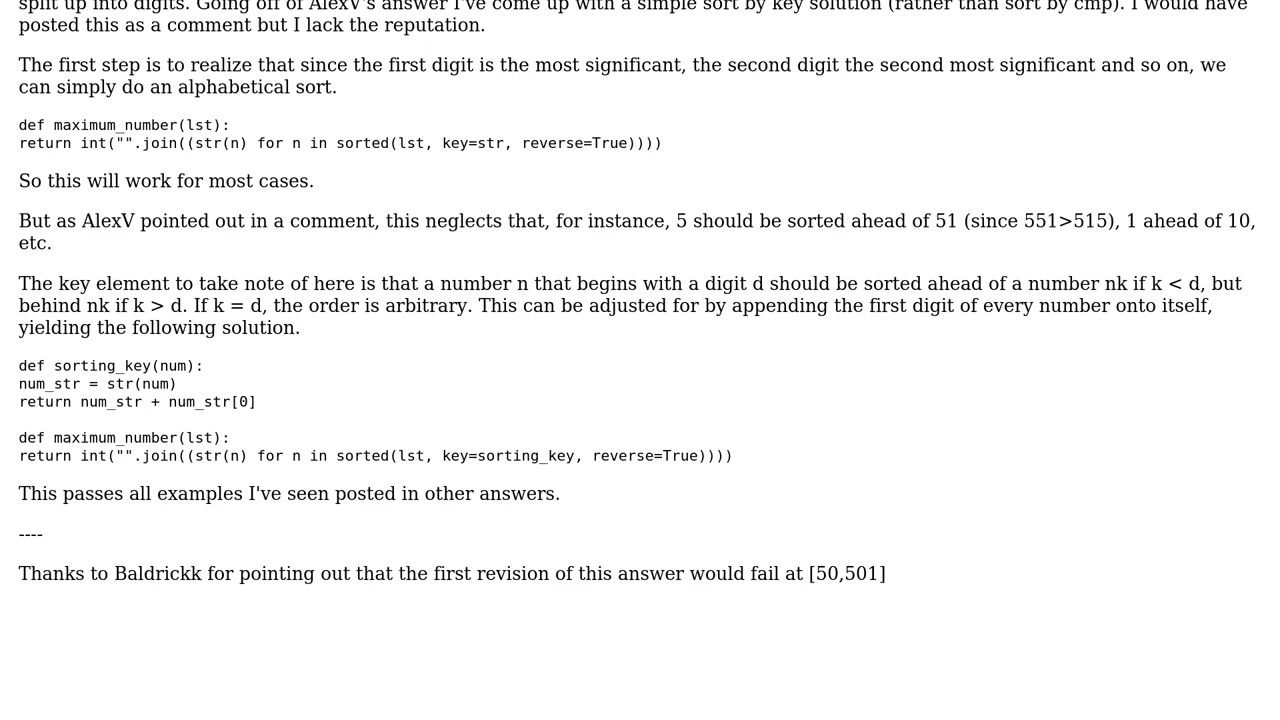 split up into digits. Going off of AlexV's answer I've come up with a simple sort by key solution (rather than sort by cmp). I would have
posted this as a comment but I lack the reputation.
The first step is to realize that since the first digit is the most significant, the second digit the second most significant and so on, we
can simply do an alphabetical sort.
def maximum_number(lst):
return int("".join((str(n) for n in sorted(lst, key=str, reverse=True))))
So this will work for most cases.
But as AlexV pointed out in a comment, this neglects that, for instance, 5 should be sorted ahead of 51 (since 551>515), 1 ahead of 10,
etc.
The key element to take note of here is that a number n that begins with a digit d should be sorted ahead of a number nk if k < d, but
behind nk if k > d. If k = d, the order is arbitrary. This can be adjusted for by appending the first digit of every number onto itself,
yielding the following solution.
def sorting_key(num):
num_str = str(num)
return num_str + num_str[0]
def maximum_number(lst):
return int("".join((str(n) for n in sorted(lst, key=sorting_key, reverse=True))))
This passes all examples I've seen posted in other answers.
----
Thanks to Baldrickk for pointing out that the first revision of this answer would fail at [50,501]